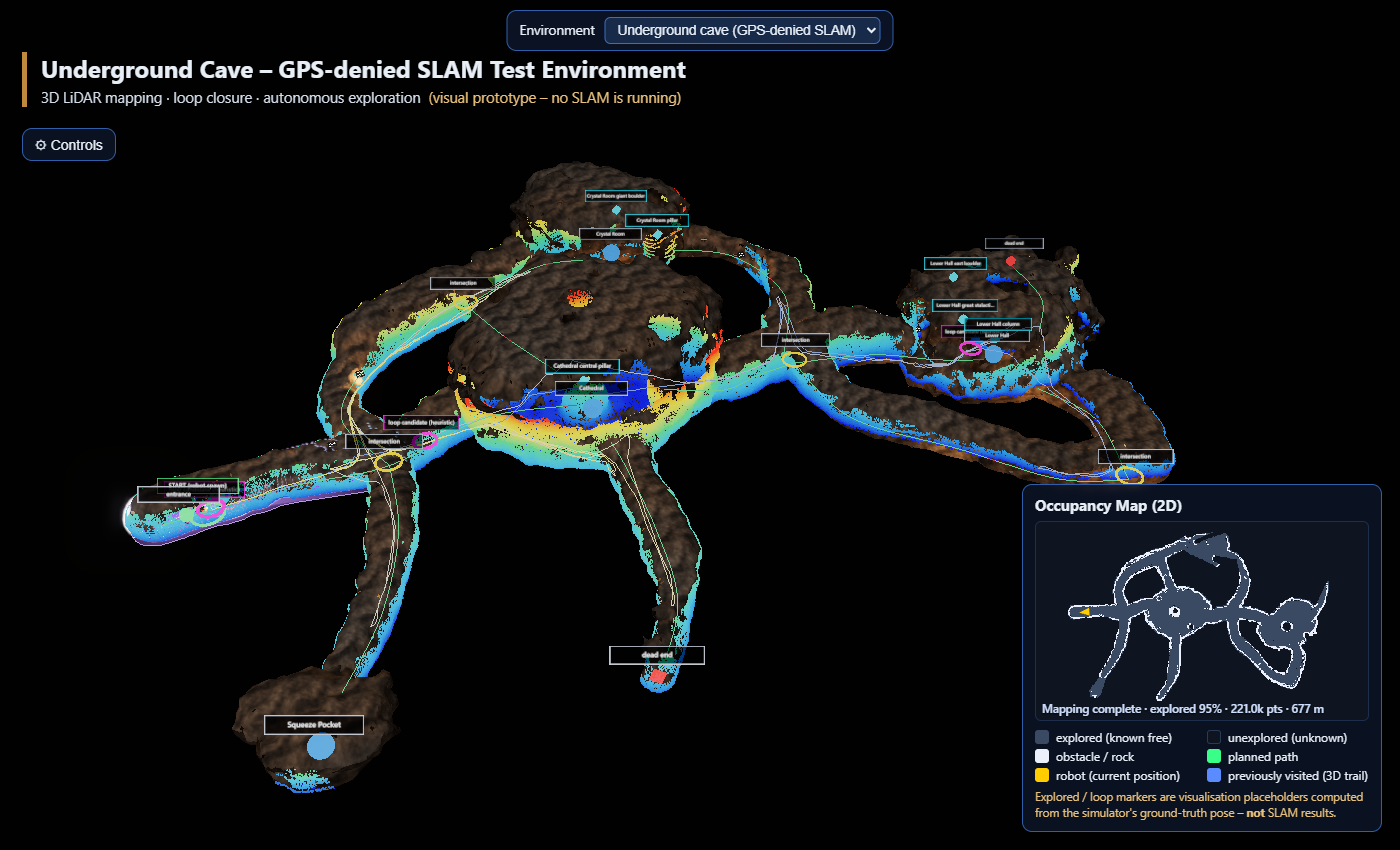 Environment
Underground cave (GPS-denied SLAM)
Underground Cave – GPS-denied SLAM Test Environment
3D LiDAR mapping · loop closure · autonomous exploration (visual prototype – no SLAM is running)
⚙ Controls
Crystal Room giant boulder
Crystal Room pillar
Crystal Room
dead end
Lower Hall east boulder
intersection
Lower Hall great stalacti...
Lower Hall column
loop can
Lower Hall
intersection
Cathedral central pillar
Cathedral
loop candidate (heuristic)
intersection
intersection
START (robot spawn)
entrance
dead end
Squeeze Pocket
Occupancy Map (2D)
Mapping complete · explored 95% · 221.0k pts · 677 m
explored (known free)
unexplored (unknown)
obstacle / rock
planned path
robot (current position)
previously visited (3D trail)
Explored / loop markers are visualisation placeholders computed
from the simulator's ground-truth pose – not SLAM results.